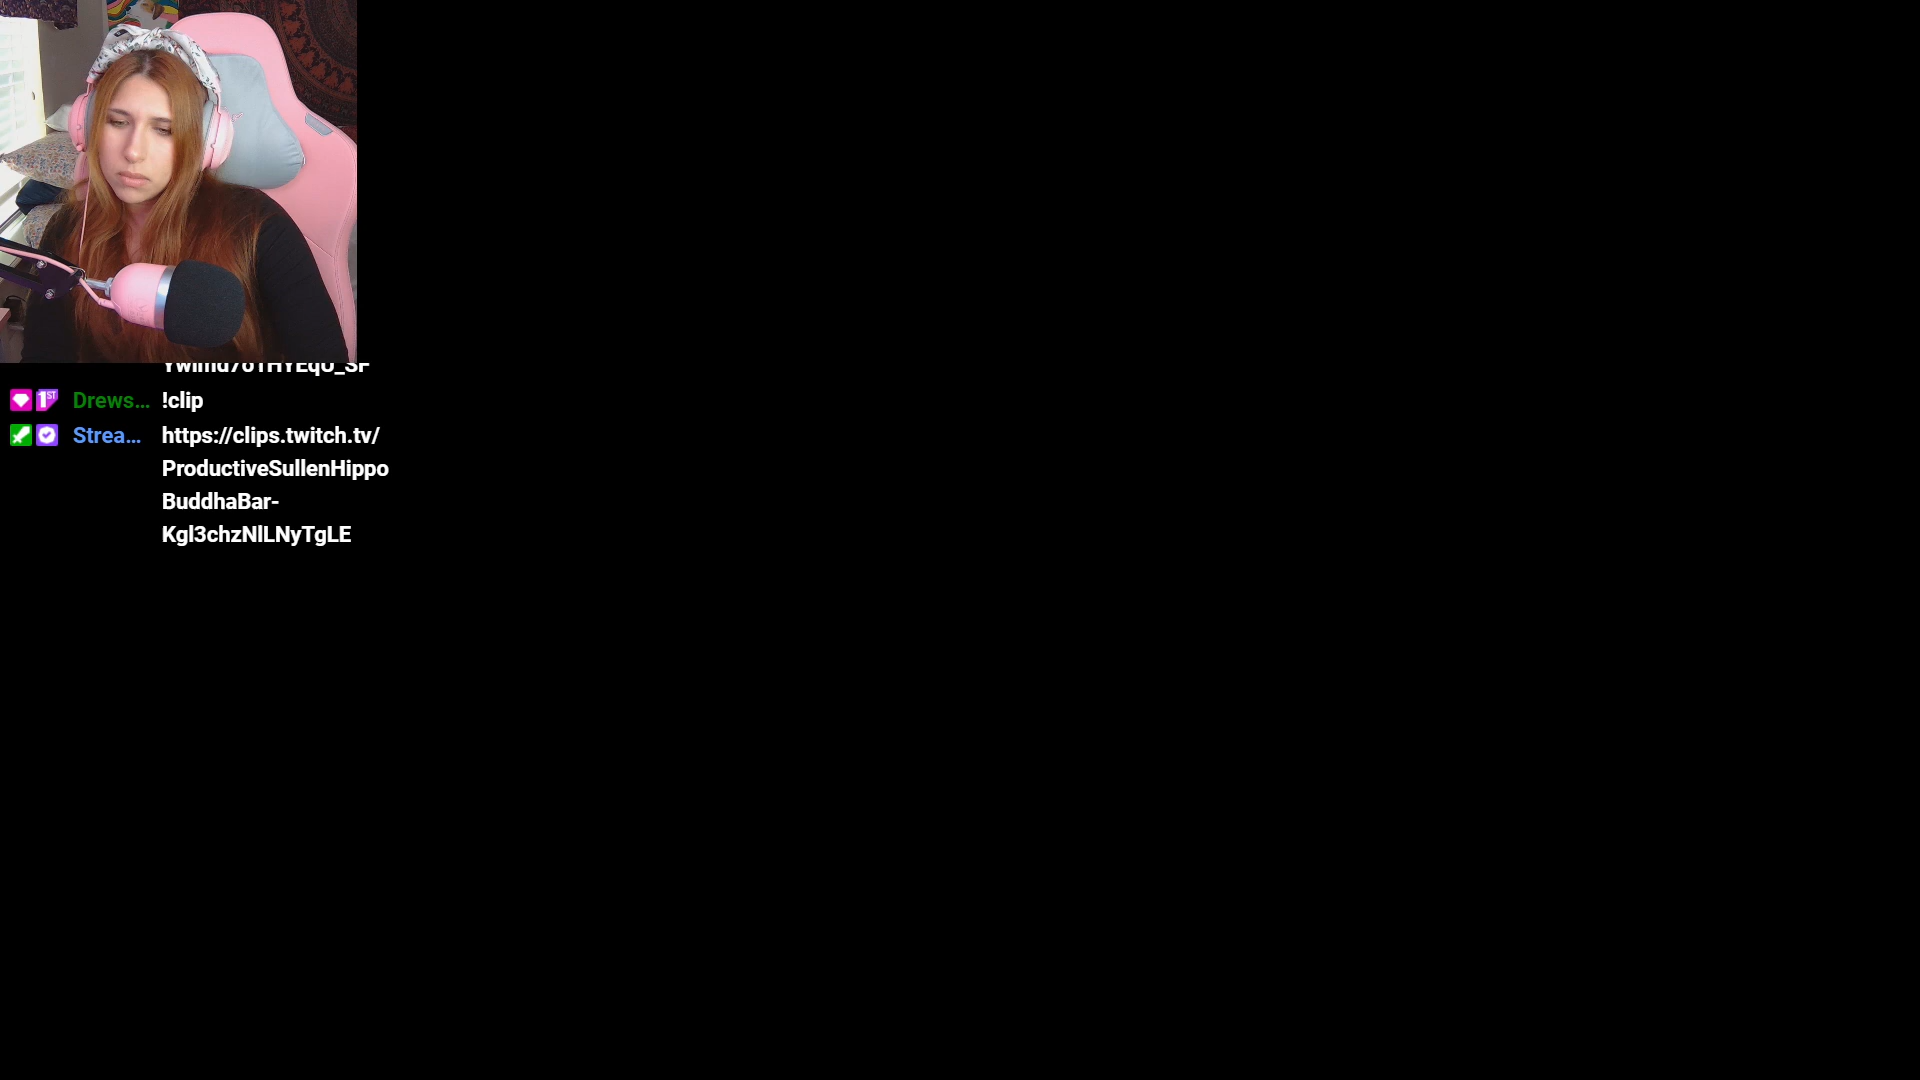 Drews... !clip
Strea... https://clips.twitch.tv/
ProductiveSullenHippo
BuddhaBar-
Kgl3chzNlLNyTgLE